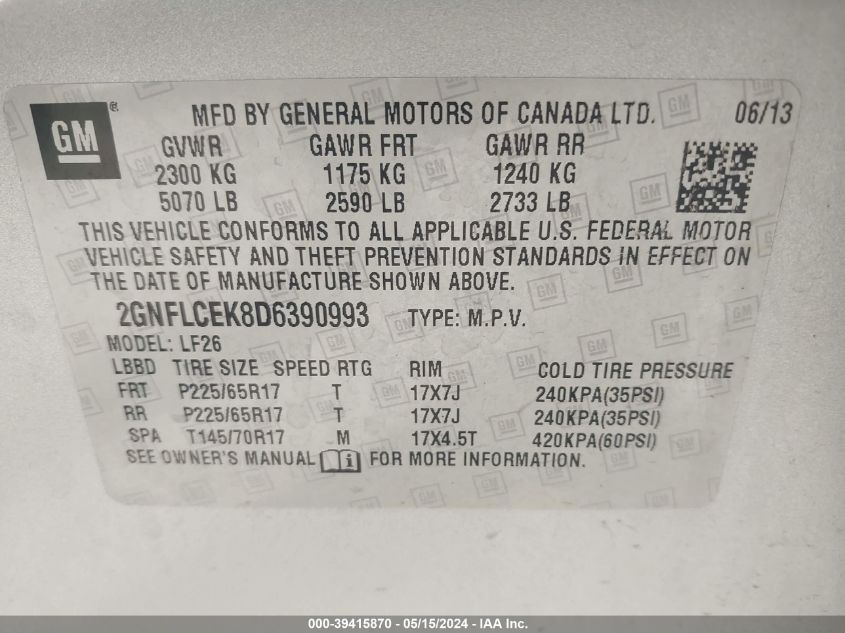 GM ®
MFD BY GENERAL MOTORS OF CANADA LTD. 06/13
GVWR GAWR FRT GAWR RR
2300 KG 1175 KG 1240 KG
5070 LB 2590 LB 2733 LB
THIS VEHICLE CONFORMS TO ALL APPLICABLE U.S. FEDERAL MOTOR
VEHICLE SAFETY AND THEFT PREVENTION STANDARDS IN EFFECT ON
THE DATE OF MANUFACTURE SHOWN ABOVE.
2GNFLCEK8D6390993 TYPE: M.P.V.
MODEL: LF26
LBBD TIRE SIZE SPEED RTG RIM COLD TIRE PRESSURE
FRT P225/65R17 T 17X7J 240KPA(35PSI)
RR P225/65R17 T 17X7J 240KPA(35PSI)
SPA T145/70R17 M 17X4.5T 420KPA(60PSI)
SEE OWNER'S MANUAL FOR MORE INFORMATION.
000-39415870 - 05/15/2024 - IAA Inc.